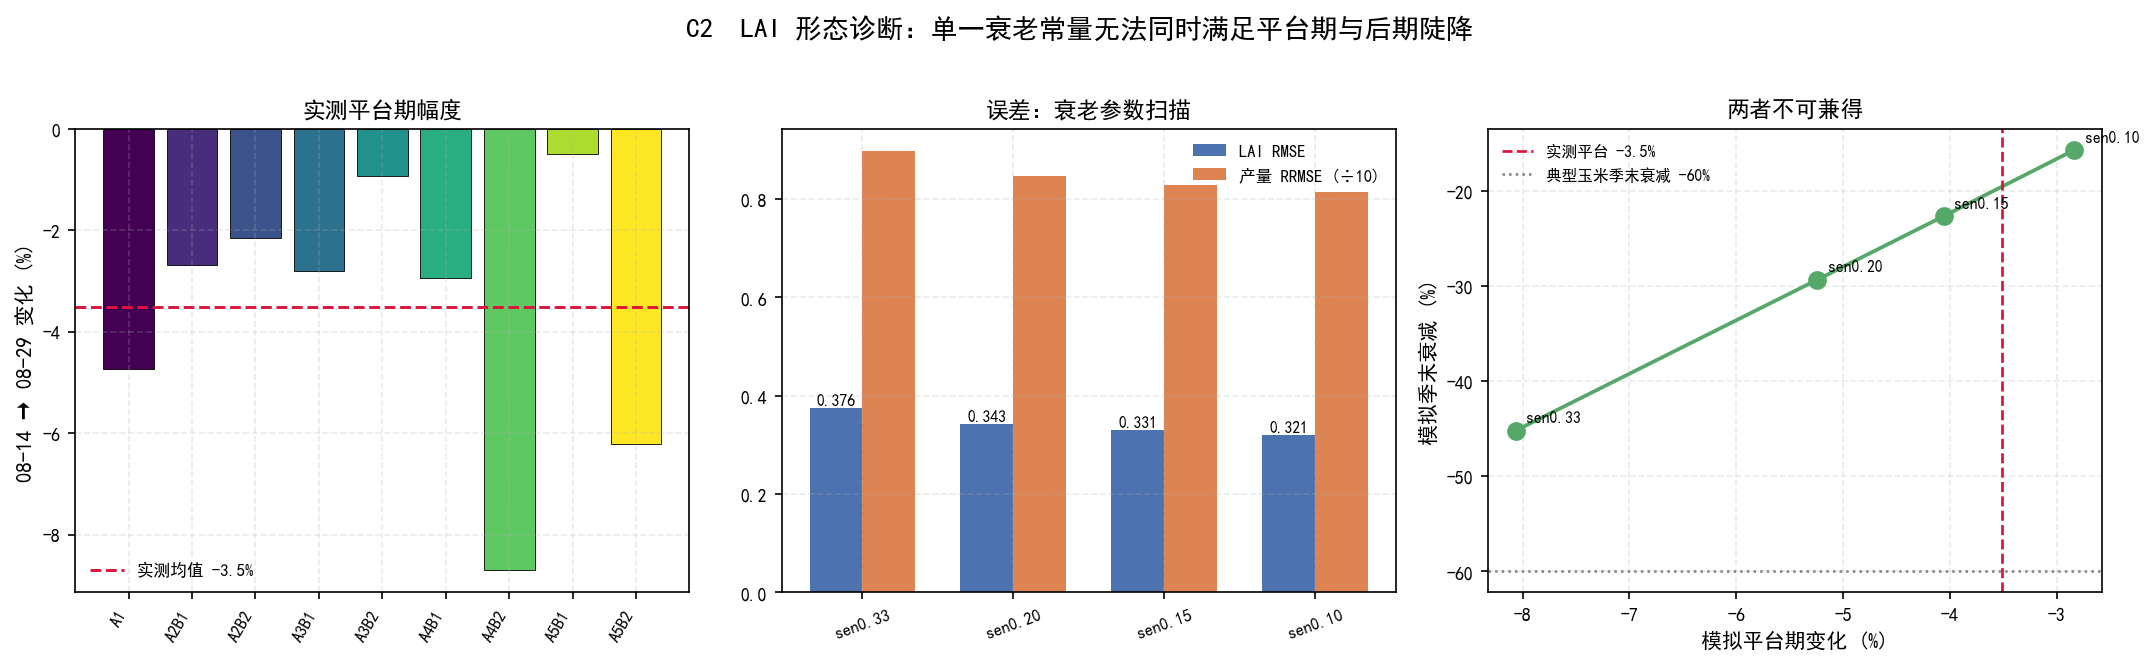 C2  LAI 形态诊断：单一衰老常量无法同时满足平台期与后期陡降
实测平台期幅度
08-14 → 08-29 变化 (%)
0
-2
-4
-6
-8
实测均值 -3.5%
A1
A2B1
A2B2
A3B1
A3B2
A4B1
A4B2
A5B1
A5B2
误差：衰老参数扫描
LAI RMSE
产量 RRMSE (÷10)
0.8
0.6
0.4
0.2
0.0
0.376
0.343
0.331
0.321
sen0.33
sen0.20
sen0.15
sen0.10
两者不可兼得
实测平台 -3.5%
典型玉米季末衰减 -60%
模拟季末衰减 (%)
-20
-30
-40
-50
-60
sen0.10
sen0.15
sen0.20
sen0.33
-8
-7
-6
-5
-4
-3
模拟平台期变化 (%)